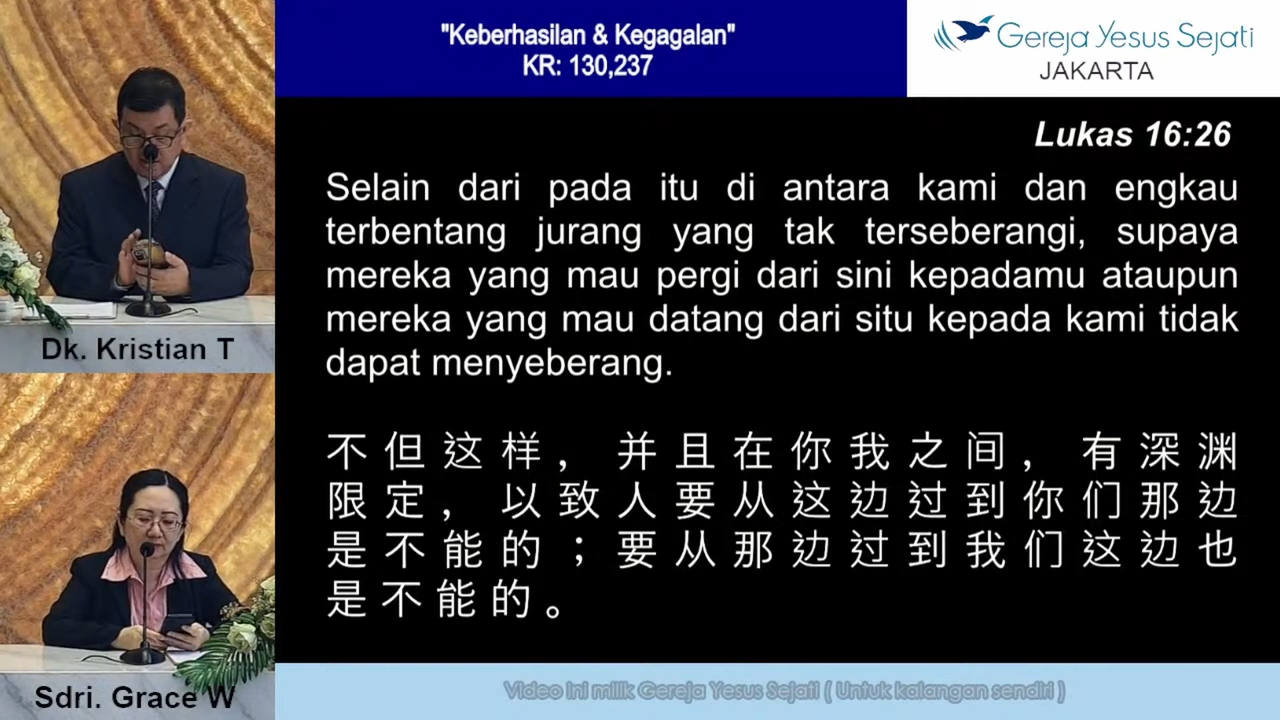 "Keberhasilan & Kegagalan"
KR: 130,237
Gereja Yesus Sejati
JAKARTA
Lukas 16:26
Selain dari pada itu di antara kami dan engkau
terbentang jurang yang tak terseberangi, supaya
mereka yang mau pergi dari sini kepadamu ataupun
mereka yang mau datang dari situ kepada kami tidak
dapat menyeberang.
不但这样，并且在你我之间，有深渊
限定，以致人要从这边过到你们那边
是不能的；要从那边过到我们这边也
是不能的。
Dk. Kristian T
Sdri. Grace W
Video ini milik Gereja Yesus Sejati ( Untuk kalangan sendiri )